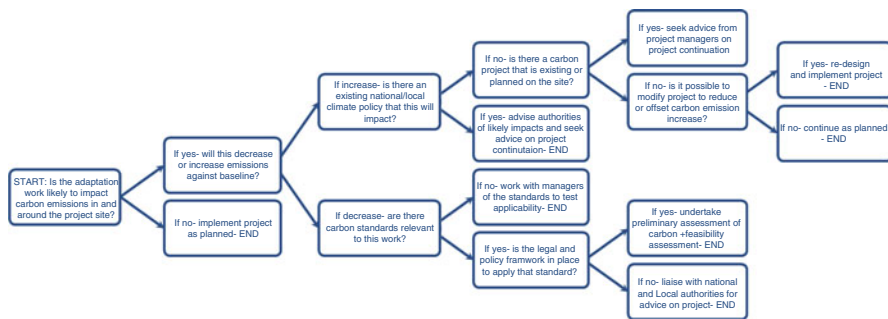 START: Is the adaptation
work likely to impact
carbon emissions in and
around the project site?
If yes- will this decrease
or increase emissions
against baseline?
If no- implement project
as planned- END
If increase- is there an
existing national/local
climate policy that this will
impact?
If decrease- are there
carbon standards relevant
to this work?
If no- is there a carbon
project that is existing or
planned on the site?
If yes- advise authorities
of likely impacts and seek
advice on project
continutaion- END
If no- work with managers
of the standards to test
applicability- END
If yes- is the legal and
policy framwork in place
to apply that standard?
If yes- seek advice from
project managers on
project continuation
If no- is it possible to
modify project to reduce
or offset carbon emission
increase?
If yes- undertake
preliminary assessment of
carbon +feasibility
assessment- END
If no- liaise with national
and Local authorities for
advice on project- END
If yes- re-design
and implement project
- END
If no- continue as planned
- END